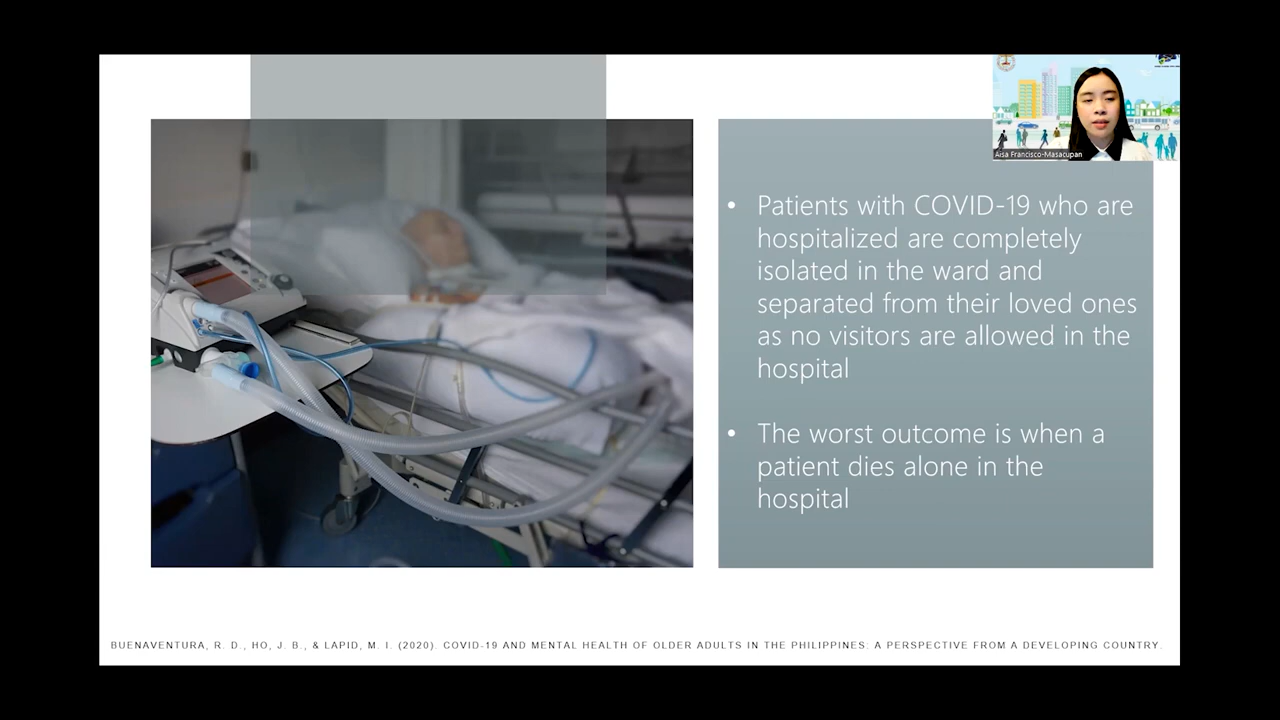 Aisa Francisco-Masacupan
• Patients with COVID-19 who are
hospitalized are completely
isolated in the ward and
separated from their loved ones
as no visitors are allowed in the
hospital
• The worst outcome is when a
patient dies alone in the
hospital
BUENAVENTURA, R. D., HO, J. B., & LAPID, M. I. (2020). COVID-19 AND MENTAL HEALTH OF OLDER ADULTS IN THE PHILIPPINES: A PERSPECTIVE FROM A DEVELOPING COUNTRY.